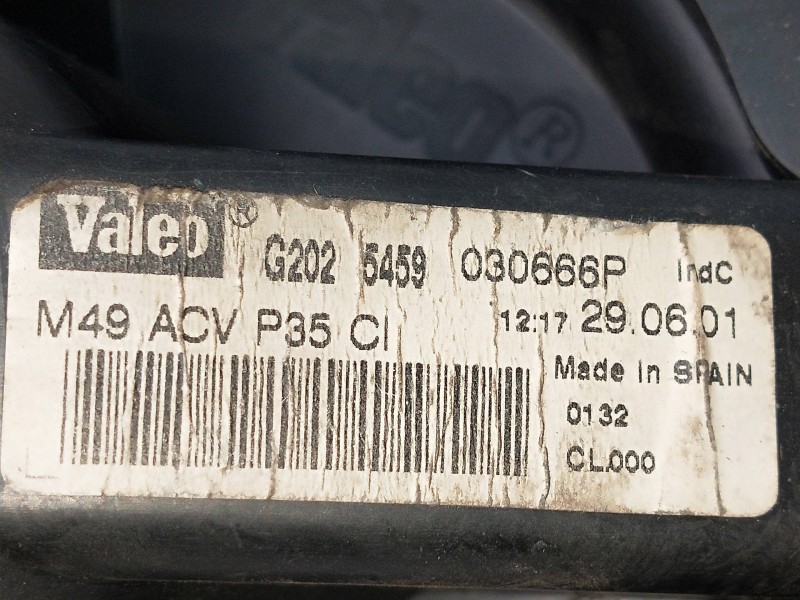 Valeo®
G202 5459 030666P IndC
M49 ACV P35 CI 12:17 29.06.01
Made in SPAIN
0132
CL000